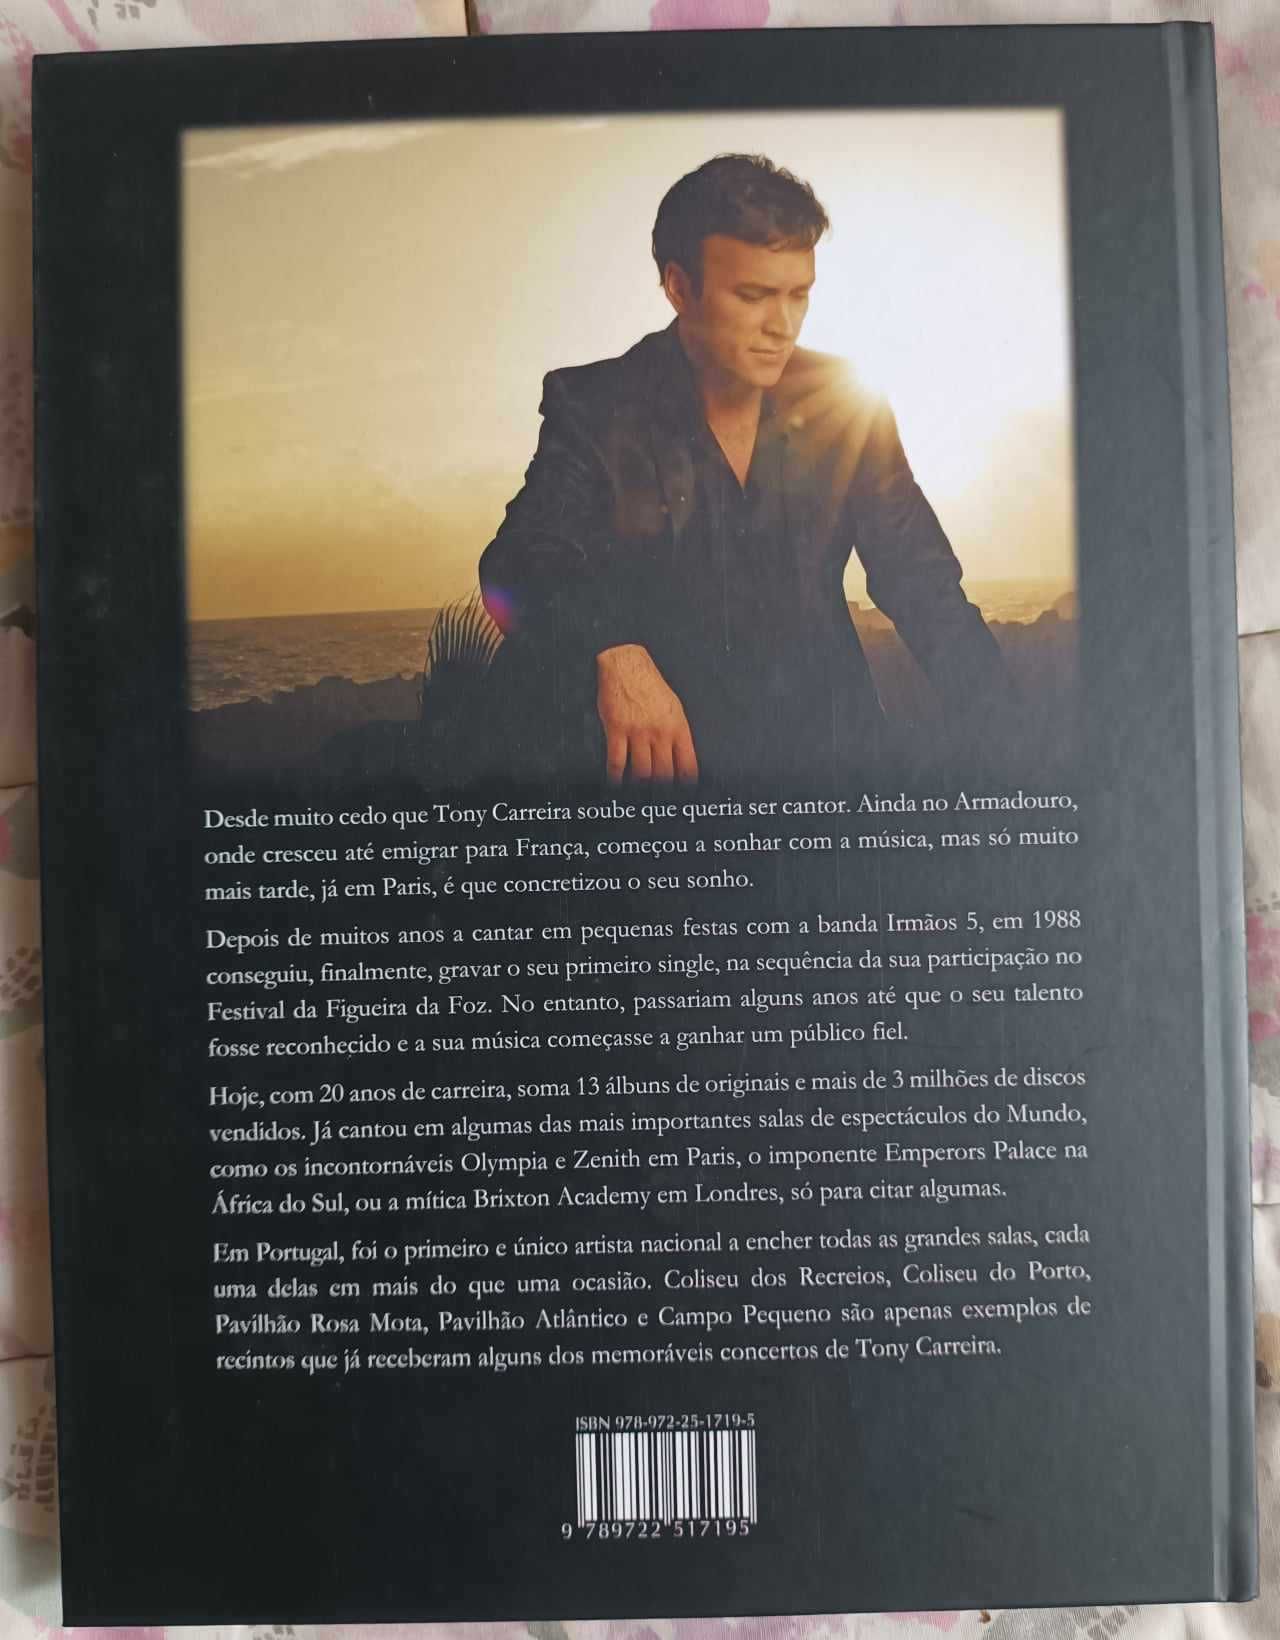 Desde muito cedo que Tony Carreira soube que queria ser cantor. Ainda no Armadouro,
onde cresceu até emigrar para França, começou a sonhar com a música, mas só muito
mais tarde, já em Paris, é que concretizou o seu sonho.
Depois de muitos anos a cantar em pequenas festas com a banda Irmãos 5, em 1988
conseguiu, finalmente, gravar o seu primeiro single, na sequência da sua participação no
Festival da Figueira da Foz. No entanto, passariam alguns anos até que o seu talento
fosse reconhecido e a sua música começasse a ganhar um público fiel.
Hoje, com 20 anos de carreira, soma 13 álbuns de originais e mais de 3 milhões de discos
vendidos. Já cantou em algumas das mais importantes salas de espectáculos do Mundo,
como os incontornáveis Olympia e Zenith em Paris, o imponente Emperors Palace na
África do Sul, ou a mítica Brixton Academy em Londres, só para citar algumas.
Em Portugal, foi o primeiro e único artista nacional a encher todas as grandes salas, cada
uma delas em mais do que uma ocasião. Coliseu dos Recreios, Coliseu do Porto,
Pavilhão Rosa Mota, Pavilhão Atlântico e Campo Pequeno são apenas exemplos de
recintos que já receberam alguns dos memoráveis concertos de Tony Carreira.
ISBN 978-972-25-1719-5
9 789722 517195